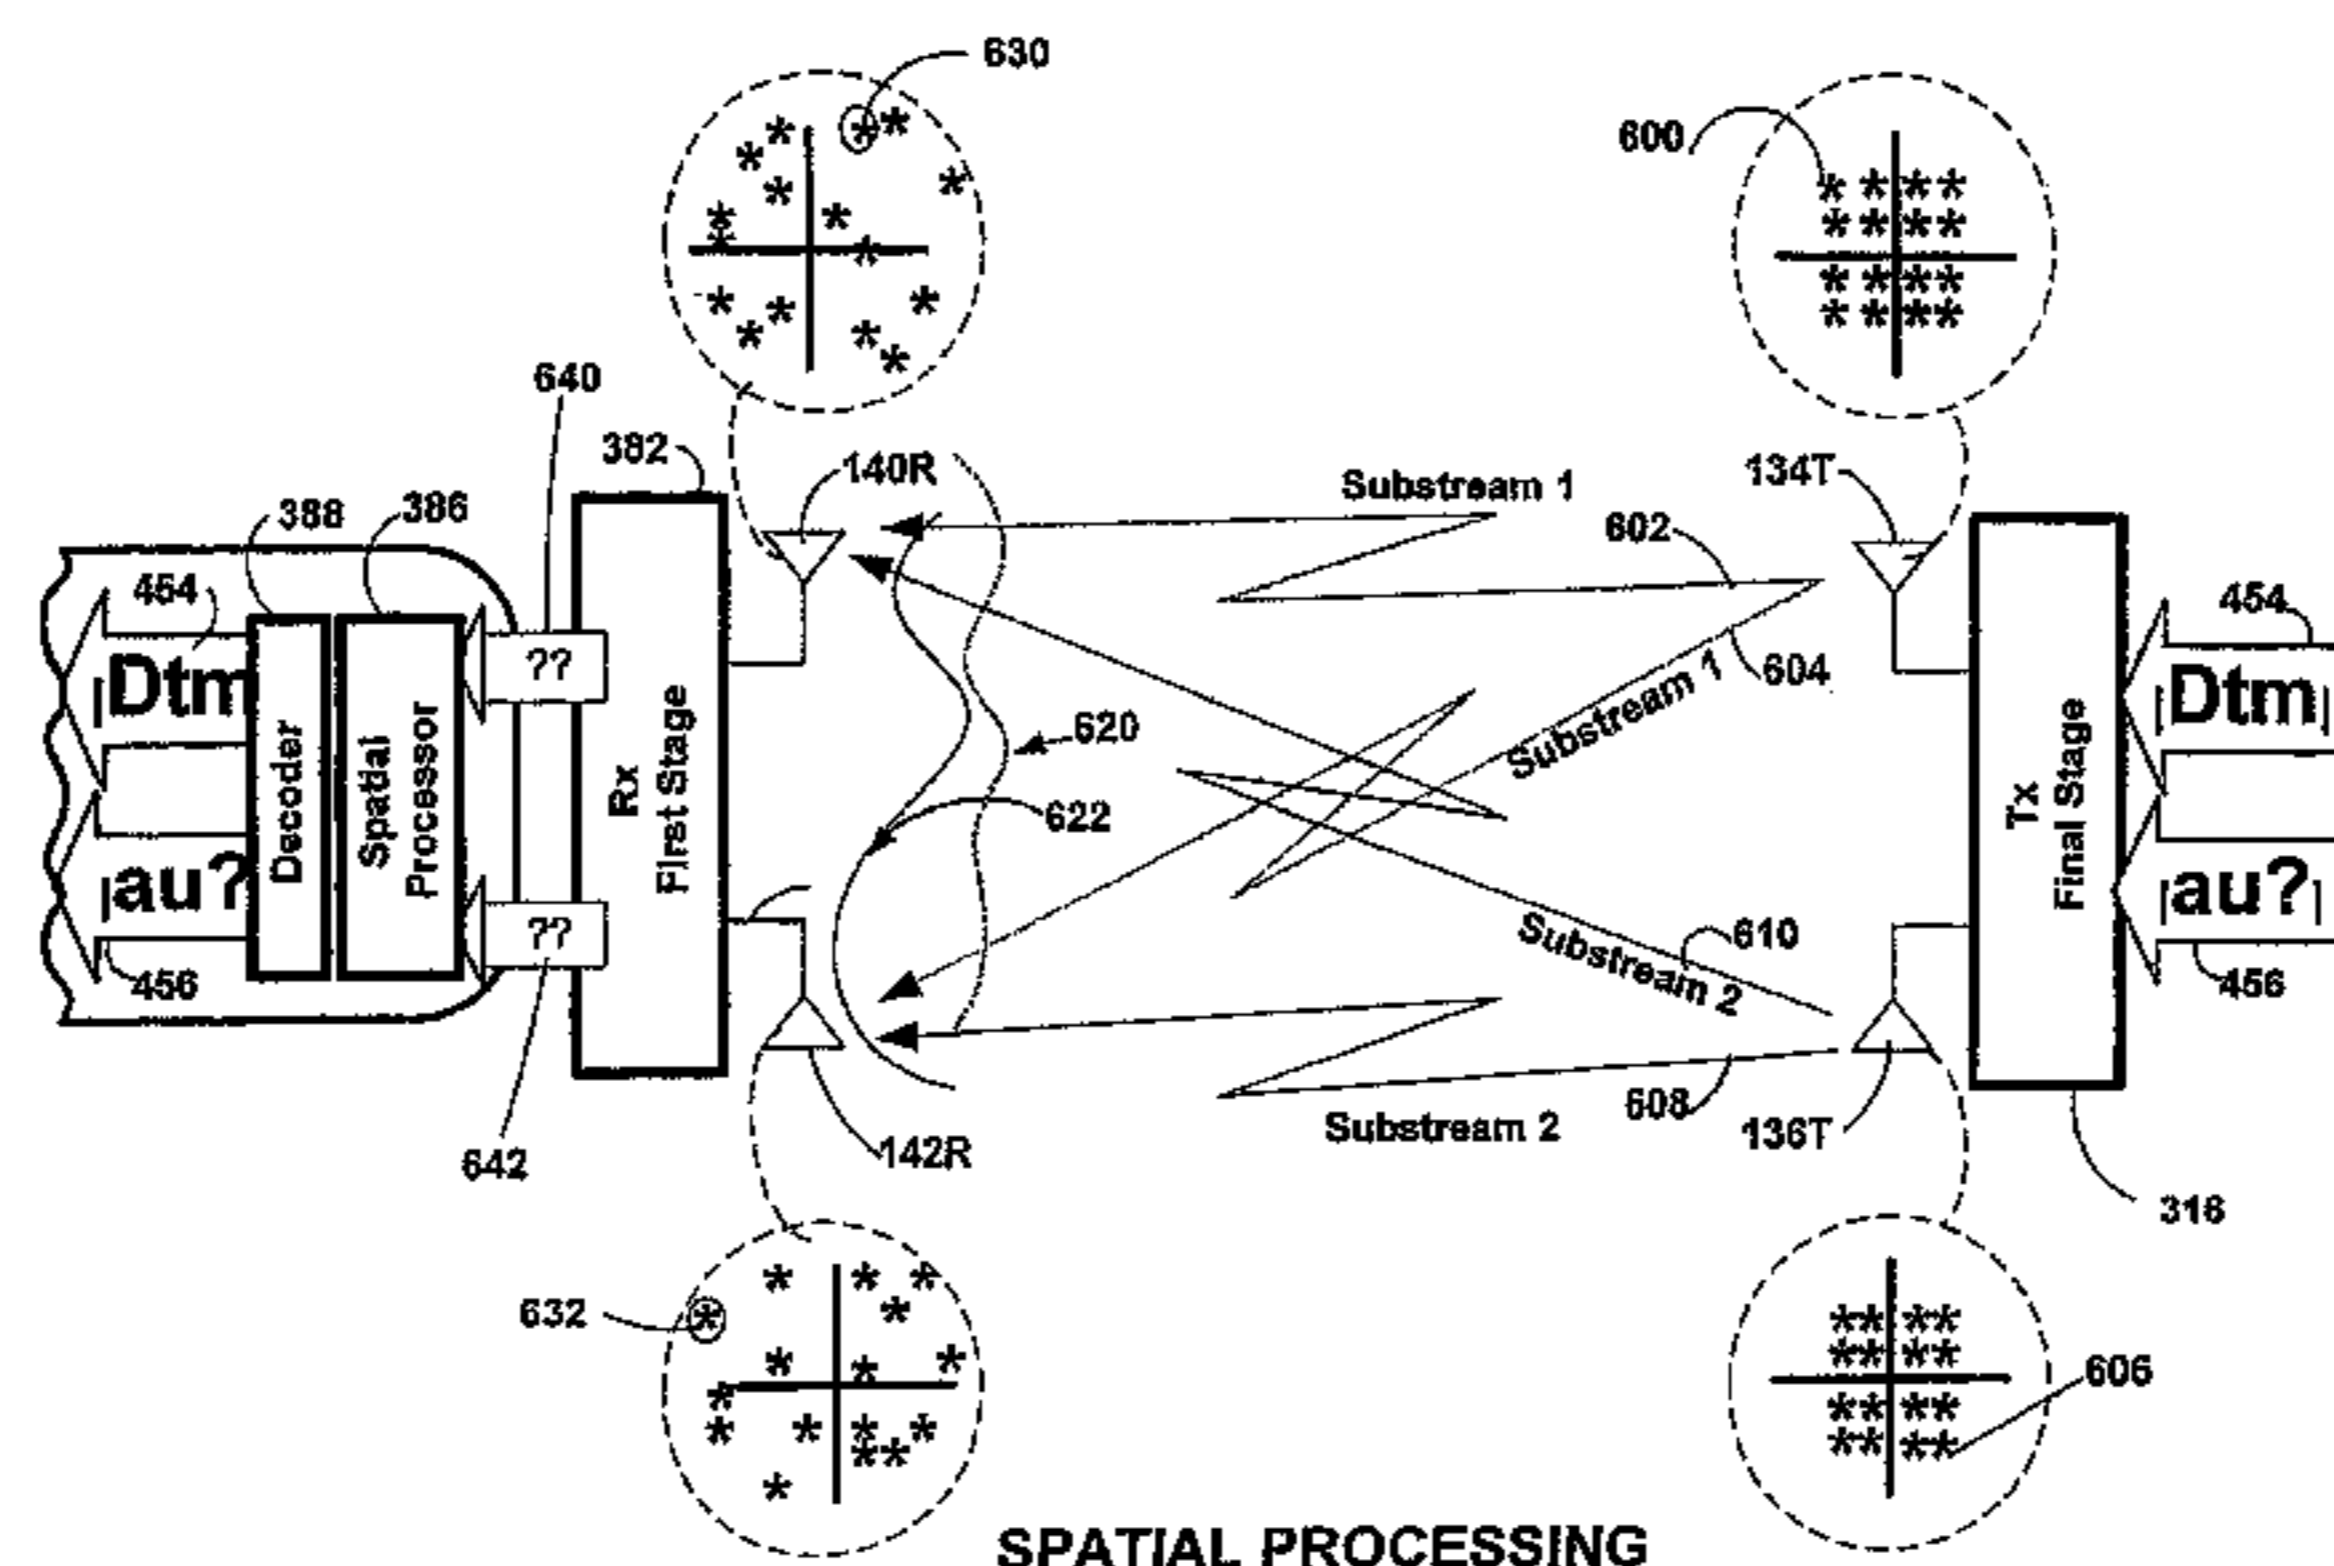 630
600
640
382
140R
Substream 1
134T
388
386
602
454
454
??
604
Dtm
Substream 1
Dtm
620
Decoder
Spatial
Processor
Rx
First Stage
622
Tx
Final Stage
au?
au?
??
Substream 2
610
456
456
608
642
142R
Substream 2
136T
316
632
606
SPATIAL PROCESSING